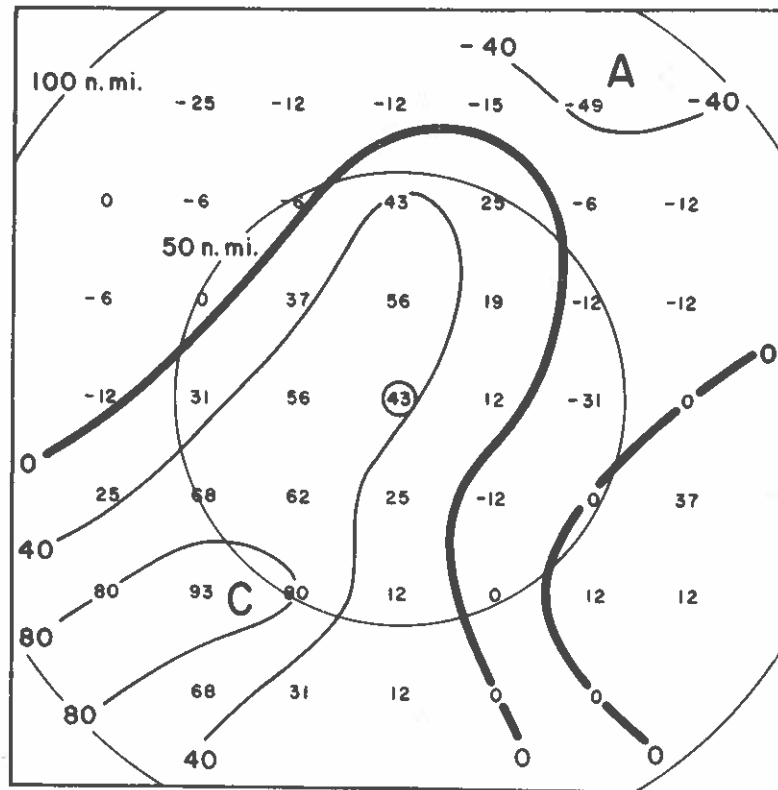 -40
A
100 n. mi.
-25 -12 -12 -15 -49 -40
0 -6 -6 43 25 -6 -12
50 n. mi.
-6 0 37 56 19 -12 -12
0
-12 31 56 43 12 -31 0
0
25 68 62 25 -12 0 37
40
80 93 C 80 12 0 12 12
80
68 31 12 0 0
80
40 0 0